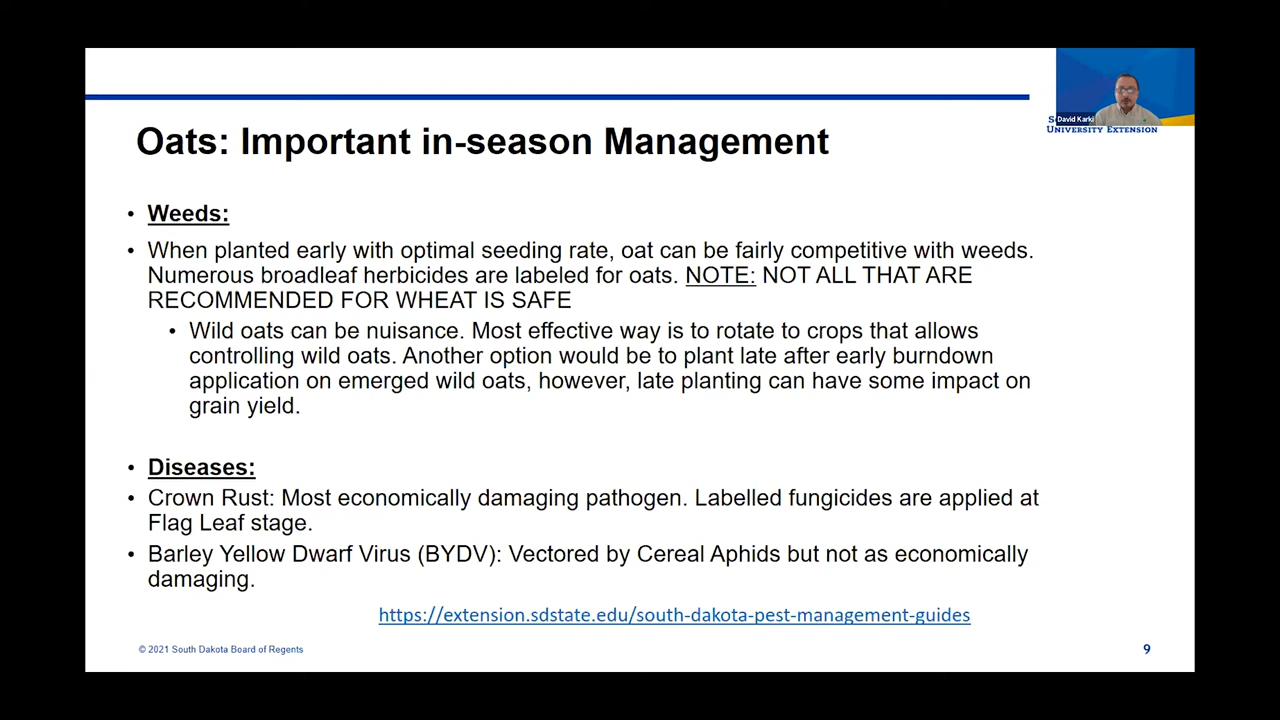 David Karki
S
UNIVERSITY EXTENSION
Oats: Important in-season Management
• Weeds:
• When planted early with optimal seeding rate, oat can be fairly competitive with weeds.
Numerous broadleaf herbicides are labeled for oats. NOTE: NOT ALL THAT ARE
RECOMMENDED FOR WHEAT IS SAFE
• Wild oats can be nuisance. Most effective way is to rotate to crops that allows
controlling wild oats. Another option would be to plant late after early burndown
application on emerged wild oats, however, late planting can have some impact on
grain yield.
• Diseases:
• Crown Rust: Most economically damaging pathogen. Labelled fungicides are applied at
Flag Leaf stage.
• Barley Yellow Dwarf Virus (BYDV): Vectored by Cereal Aphids but not as economically
damaging.
https://extension.sdstate.edu/south-dakota-pest-management-guides
© 2021 South Dakota Board of Regents
9